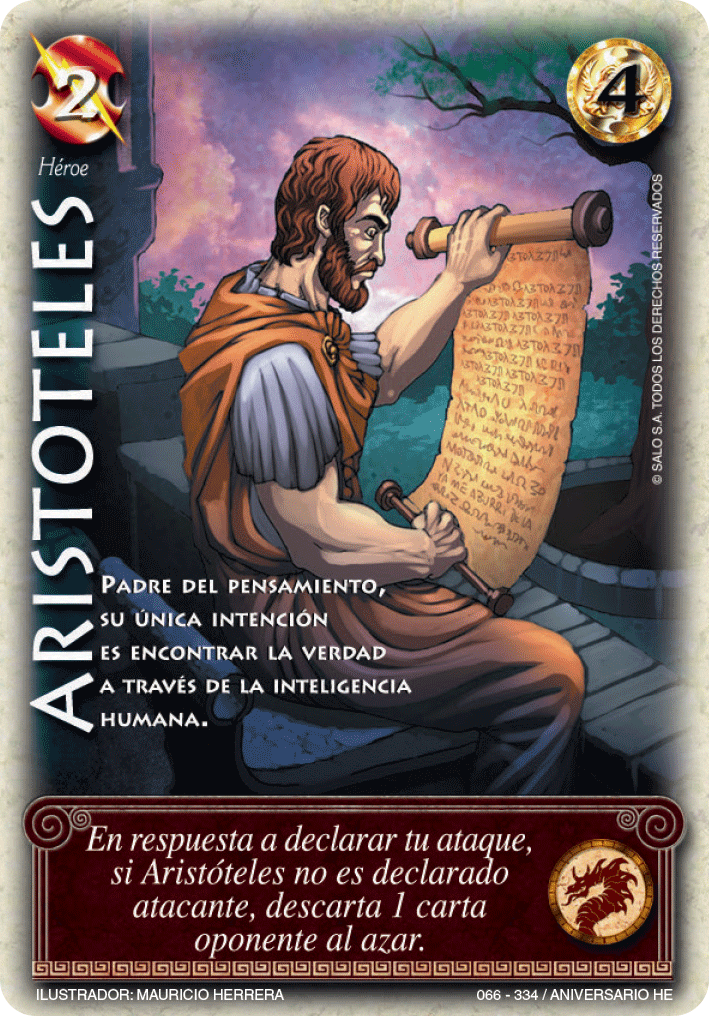 2
4
Héroe
ARISTOTELES
© SALO S.A. TODOS LOS DERECHOS RESERVADOS
PADRE DEL PENSAMIENTO,
SU ÚNICA INTENCIÓN
ES ENCONTRAR LA VERDAD
A TRAVÉS DE LA INTELIGENCIA
HUMANA.
En respuesta a declarar tu ataque,
si Aristóteles no es declarado
atacante, descarta 1 carta
oponente al azar.
ILUSTRADOR: MAURICIO HERRERA
066 - 334 / ANIVERSARIO HE